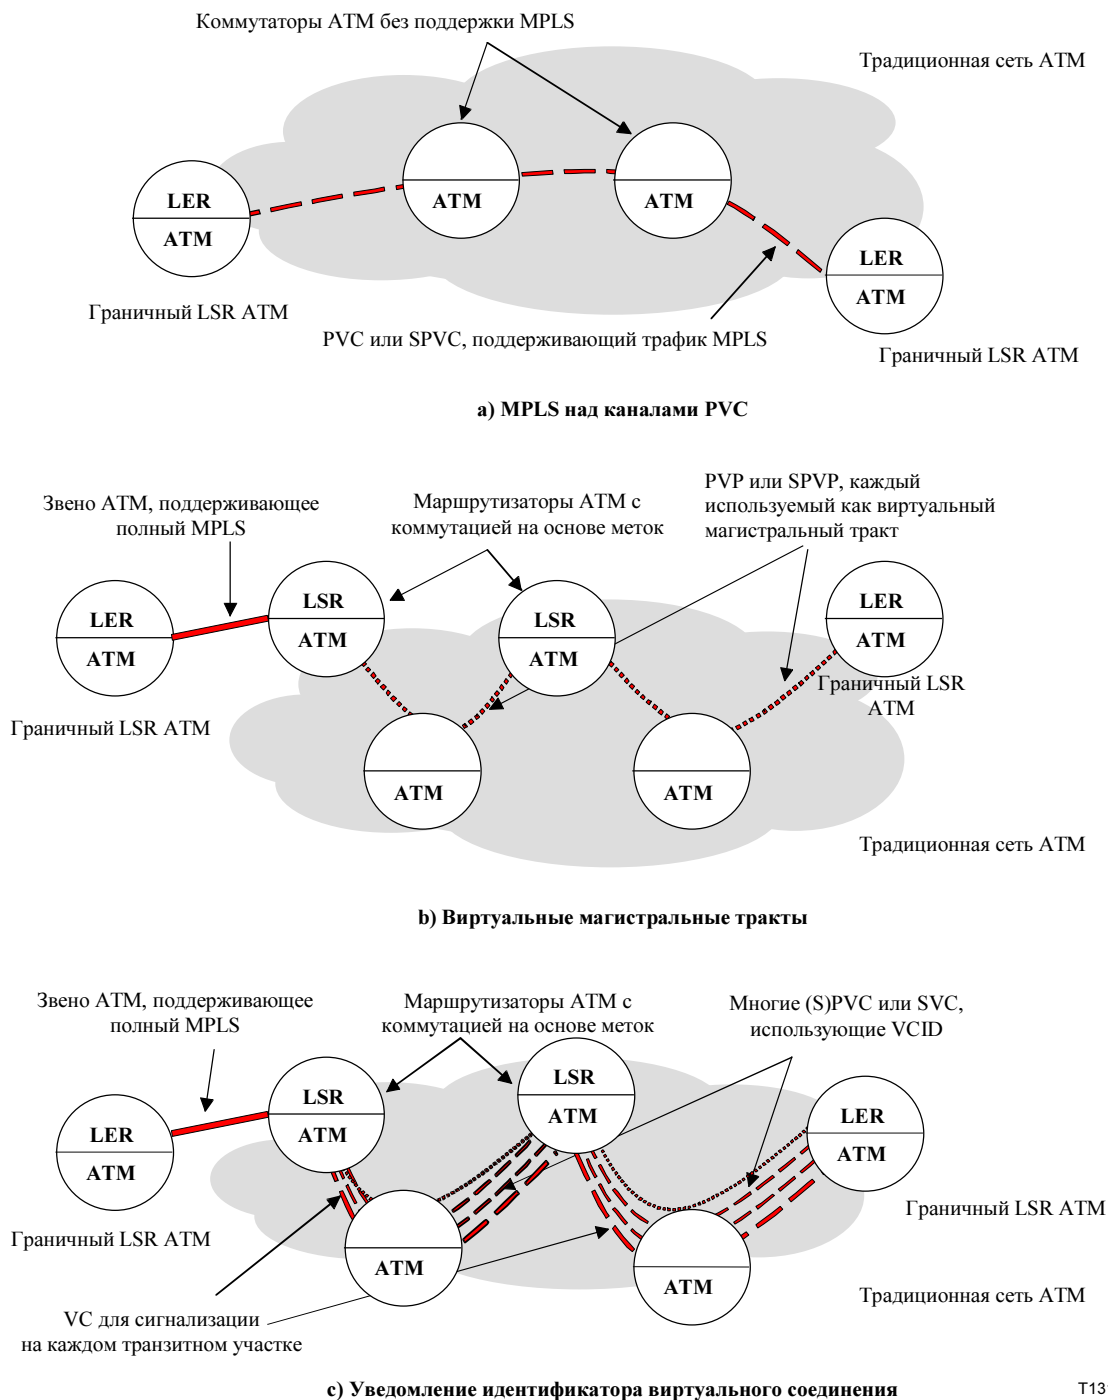 Коммутаторы ATM без поддержки MPLS
Традиционная сеть ATM
LER
ATM
ATM
ATM
LER
ATM
Граничный LSR ATM
PVC или SPVC, поддерживающий трафик MPLS
Граничный LSR ATM
a) MPLS над каналами PVC
Звено ATM, поддерживающее
полный MPLS
Маршрутизаторы ATM с
коммутацией на основе меток
PVP или SPVP, каждый
используемый как виртуальный
магистральный тракт
LER
ATM
LSR
ATM
LSR
ATM
LER
ATM
Граничный LSR ATM
Граничный LSR
ATM
ATM
ATM
Традиционная сеть ATM
b) Виртуальные магистральные тракты
Звено ATM, поддерживающее
полный MPLS
Маршрутизаторы ATM с
коммутацией на основе меток
Многие (S)PVC или SVC,
использующие VCID
LER
ATM
LSR
ATM
LSR
ATM
LER
ATM
Граничный LSR ATM
Граничный LSR ATM
ATM
ATM
Традиционная сеть ATM
VC для сигнализации
на каждом транзитном участке
c) Уведомление идентификатора виртуального соединения